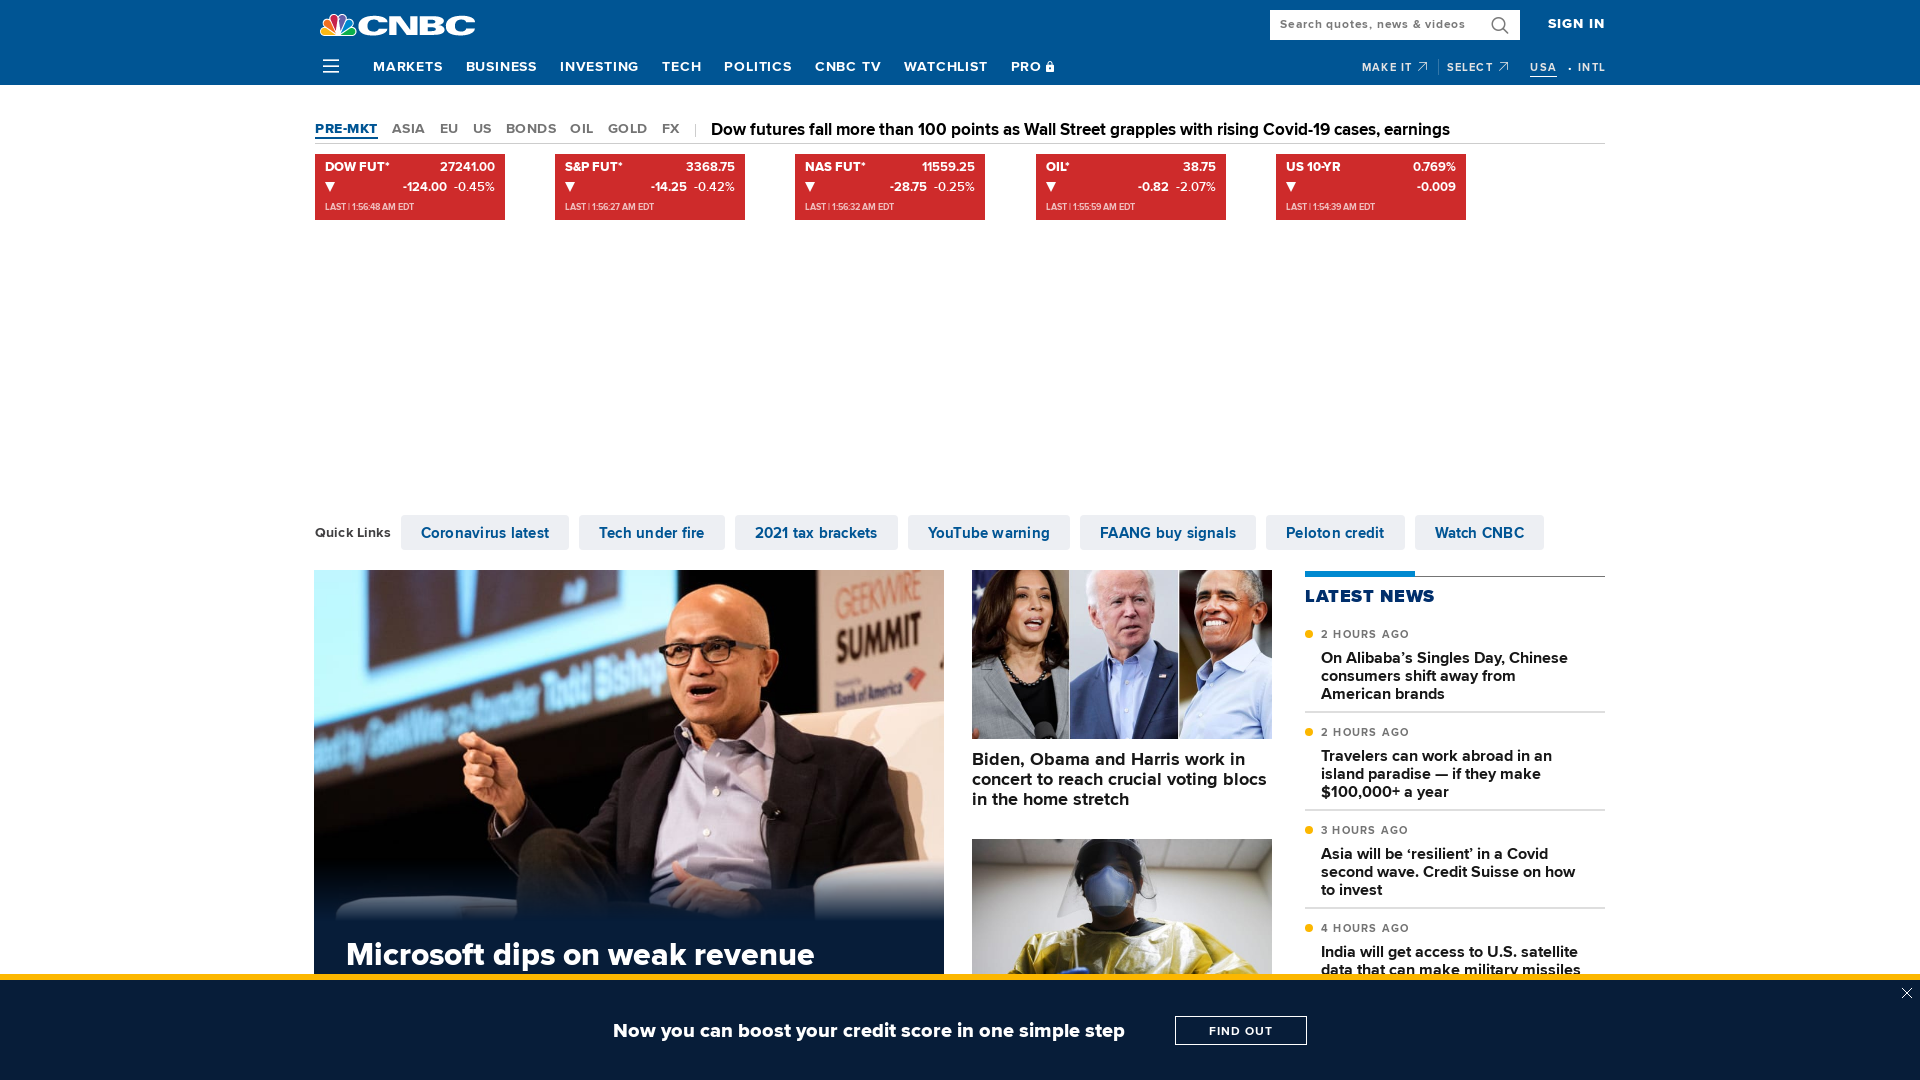 CNBC
Search quotes, news & videos
SIGN IN
MARKETS BUSINESS INVESTING TECH POLITICS CNBC TV WATCHLIST PRO
MAKE IT SELECT USA • INTL
PRE-MKT ASIA EU US BONDS OIL GOLD FX
Dow futures fall more than 100 points as Wall Street grapples with rising Covid-19 cases, earnings
DOW FUT* 27241.00
▼ -124.00 -0.45%
LAST | 1:56:48 AM EDT
S&P FUT* 3368.75
▼ -14.25 -0.42%
LAST | 1:56:27 AM EDT
NAS FUT* 11559.25
▼ -28.75 -0.25%
LAST | 1:56:32 AM EDT
OIL* 38.75
▼ -0.82 -2.07%
LAST | 1:55:59 AM EDT
US 10-YR 0.769%
▼ -0.009
LAST | 1:54:39 AM EDT
Quick Links
Coronavirus latest
Tech under fire
2021 tax brackets
YouTube warning
FAANG buy signals
Peloton credit
Watch CNBC
GEEKWIRE
SUMMIT
Bank of America
co-founder Todd Bishop
Microsoft dips on weak revenue
Biden, Obama and Harris work in
concert to reach crucial voting blocs
in the home stretch
LATEST NEWS
2 HOURS AGO
On Alibaba’s Singles Day, Chinese
consumers shift away from
American brands
2 HOURS AGO
Travelers can work abroad in an
island paradise — if they make
$100,000+ a year
3 HOURS AGO
Asia will be ‘resilient’ in a Covid
second wave. Credit Suisse on how
to invest
4 HOURS AGO
India will get access to U.S. satellite
data that can make military missiles
Now you can boost your credit score in one simple step
FIND OUT